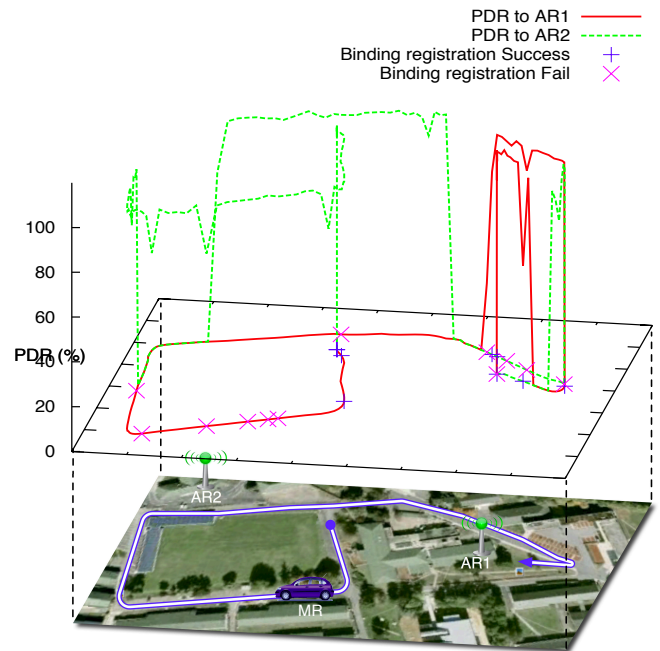 PDR to AR1
PDR to AR2
Binding registration Success
Binding registration Fail
100
80
60
PDR (%)
40
20
0
AR2
AR1
MR